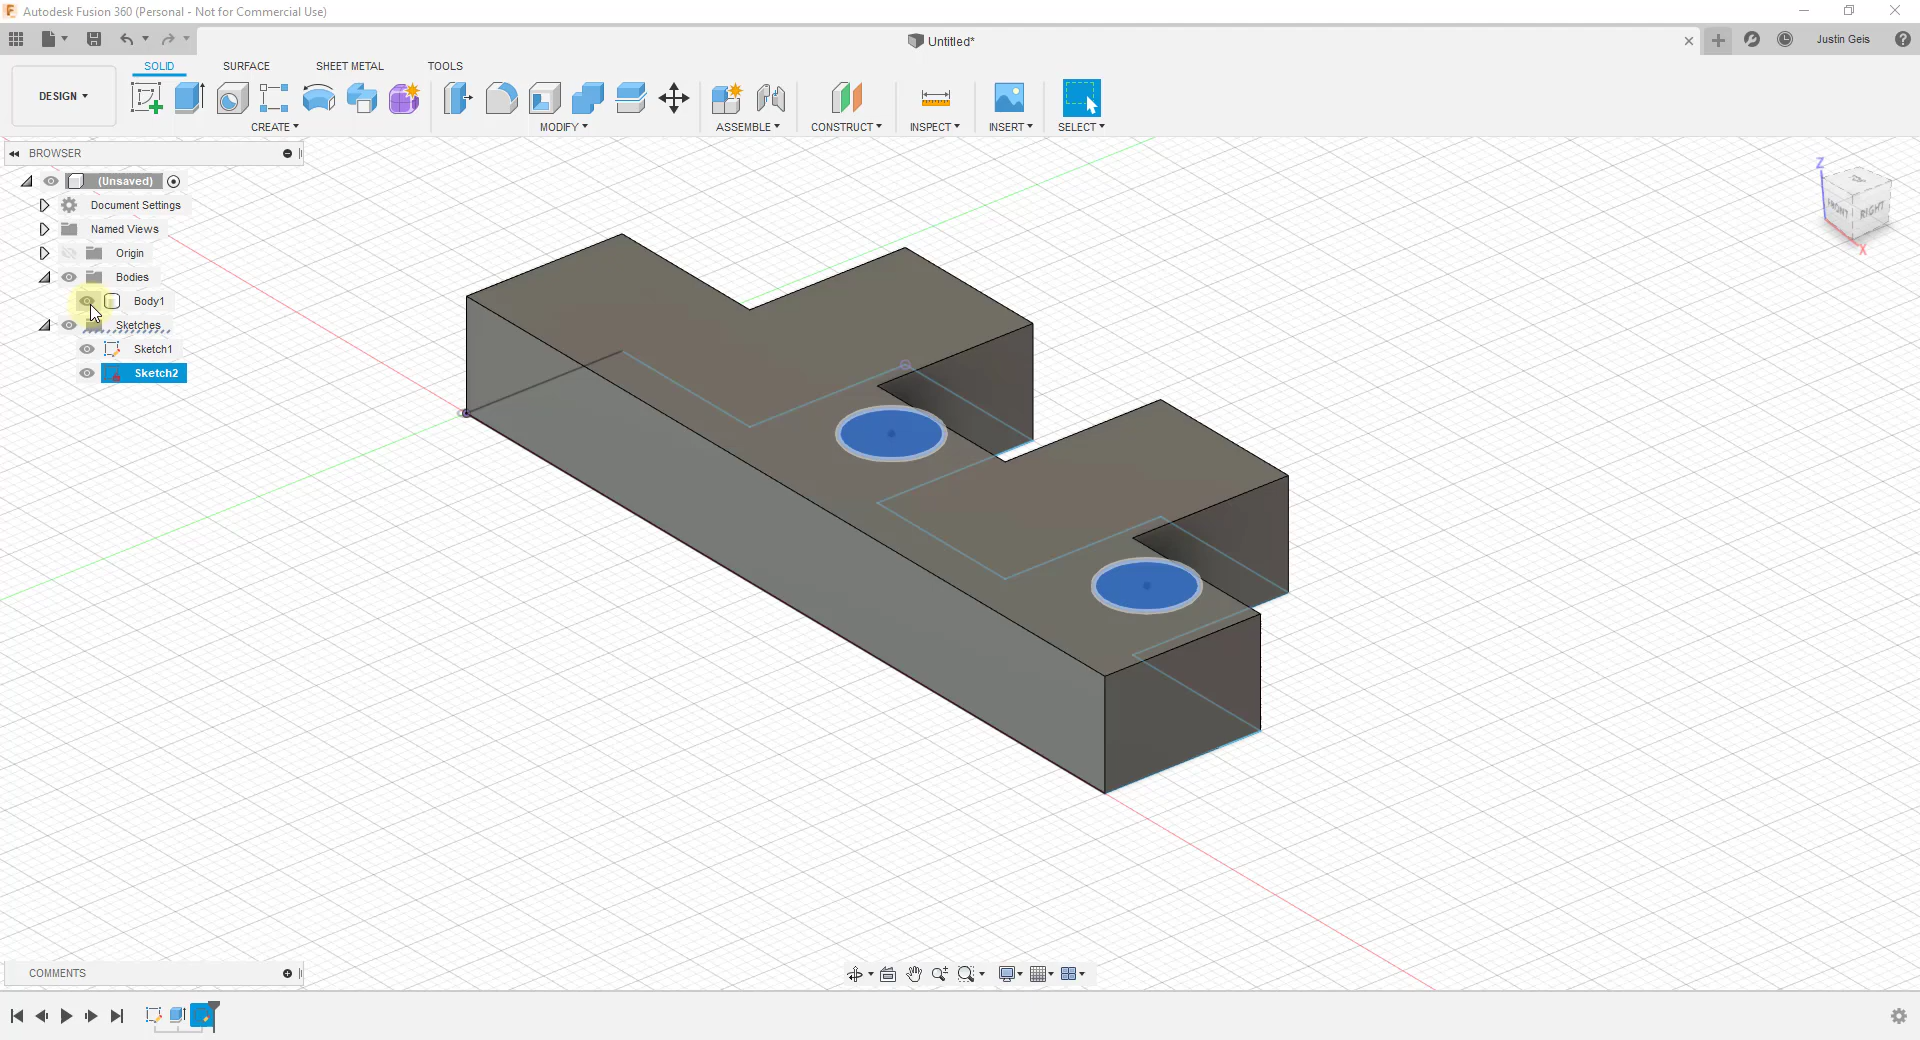 Autodesk Fusion 360 (Personal - Not for Commercial Use)
Untitled*
Justin Geis
SOLID
SURFACE
SHEET METAL
TOOLS
DESIGN
CREATE
MODIFY
ASSEMBLE
CONSTRUCT
INSPECT
INSERT
SELECT
BROWSER
(Unsaved)
Document Settings
Named Views
Origin
Bodies
Body1
Sketches
Sketch1
Sketch2
Z
FRONT
RIGHT
X
COMMENTS